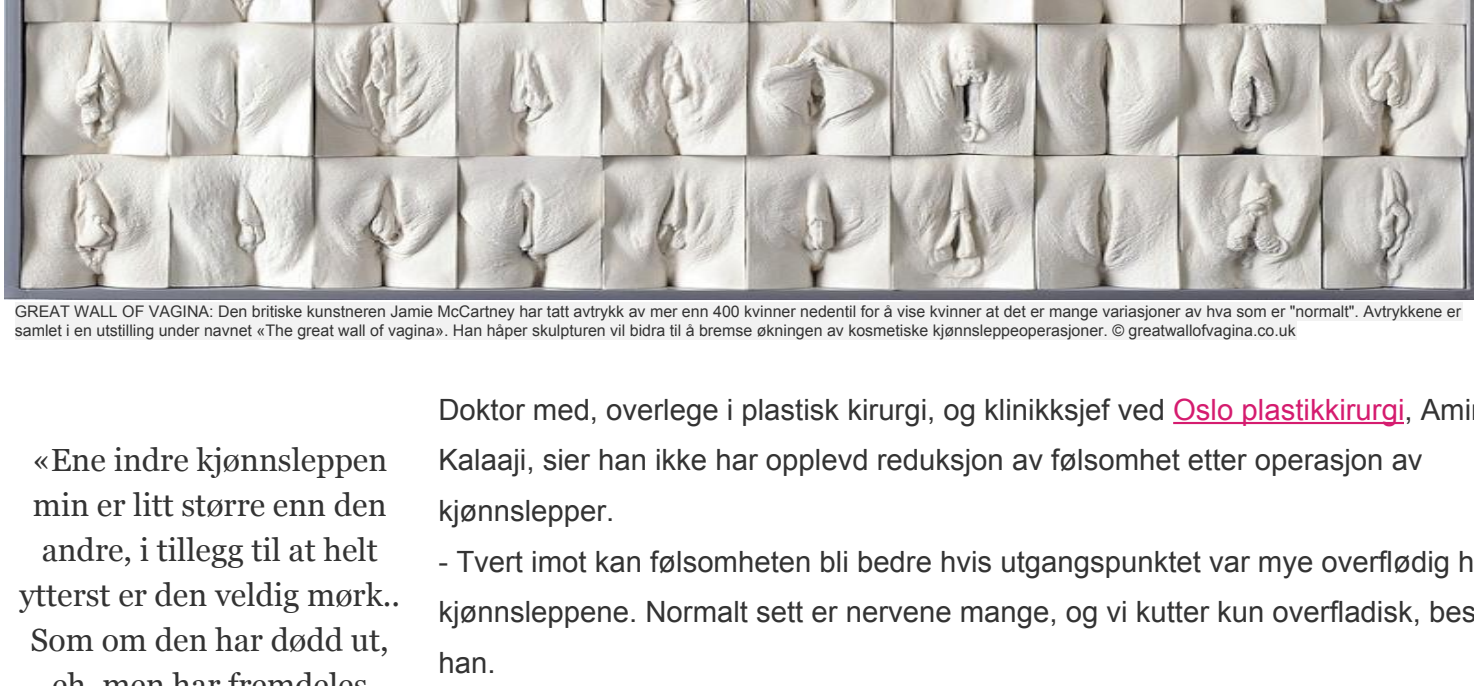 GREAT WALL OF VAGINA: Den britiske kunstneren Jamie McCartney har tatt avtrykk av mer enn 400 kvinner nedentil for å vise kvinner at det er mange variasjoner av hva som er "normalt". Avtrykkene er
samlet i en utstilling under navnet «The great wall of vagina». Han håper skulpturen vil bidra til å bremse økningen av kosmetiske kjønnsleppeoperasjoner. © greatwallofvagina.co.uk
«Ene indre kjønnsleppen
min er litt større enn den
andre, i tillegg til at helt
ytterst er den veldig mørk..
Som om den har dødd ut,
eh, men har fremdeles
Doktor med, overlege i plastisk kirurgi, og klinikksjef ved Oslo plastikkirurgi, Amin
Kalaaji, sier han ikke har opplevd reduksjon av følsomhet etter operasjon av
kjønnslepper.
- Tvert imot kan følsomheten bli bedre hvis utgangspunktet var mye overflødig h
kjønnsleppene. Normalt sett er nervene mange, og vi kutter kun overfladisk, bes
han.